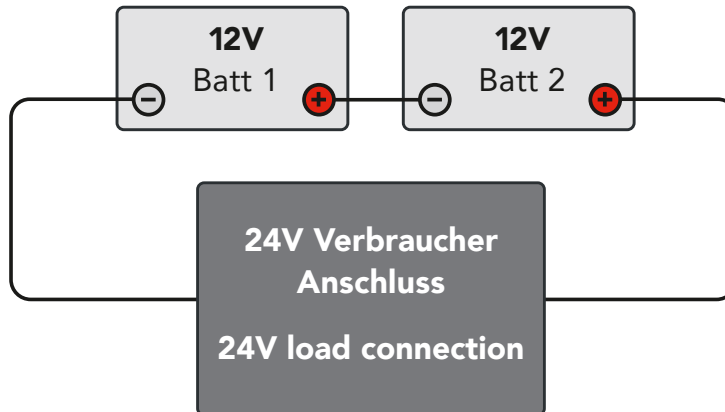 12V
Batt 1
12V
Batt 2
24V Verbraucher
Anschluss
24V load connection